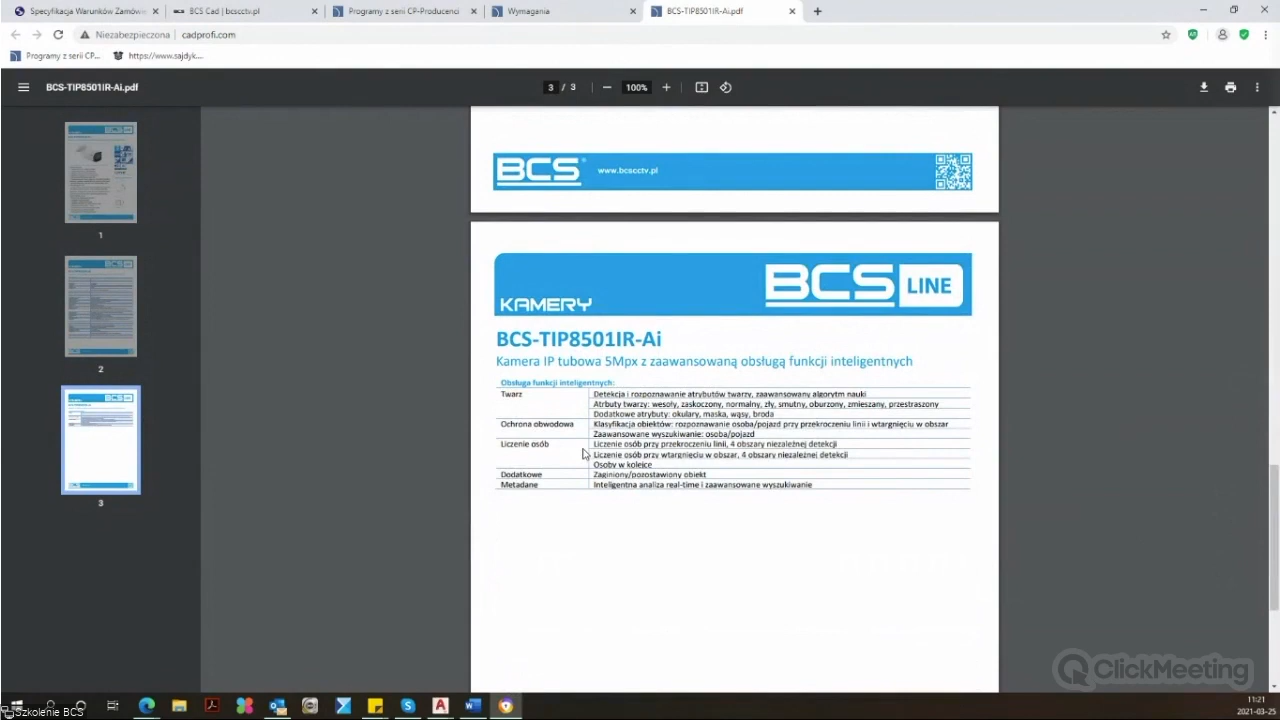 Specyfikacja Warunków Zamów
BCS Cad | bcscctv.pl
Programy z serii CP-Producenci
Wymagania
BCS-TIP8501IR-Ai.pdf
Niezabezpieczona | cadprofi.com
Programy z serii CP...
https://www.sajdyk...
BCS-TIP8501IR-Ai.pdf
3 / 3
100%
1
2
3
BCS
www.bcscctv.pl
KAMERY
BCS LINE
BCS-TIP8501IR-Ai
Kamera IP tubowa 5Mpx z zaawansowaną obsługą funkcji inteligentnych
Obsługa funkcji inteligentnych:
Twarz Detekcja i rozpoznawanie atrybutów twarzy, zaawansowany algorytm nauki
Atrbuty twarzy: wesoły, zaskoczony, normalny, zły, smutny, oburzony, zmieszany, przestraszony
Dodatkowe atrybuty: okulary, maska, wąsy, broda
Ochrona obwodowa Klasyfikacja obiektów: rozpoznawanie osoba/pojazd przy przekroczeniu linii i wtargnięciu w obszar
Zaawansowane wyszukiwanie: osoba/pojazd
Liczenie osób Liczenie osób przy przekroczeniu linii, 4 obszary niezależnej detekcji
Liczenie osób przy wtargnięciu w obszar, 4 obszary niezależnej detekcji
Osoby w kolejce
Dodatkowe Zaginiony/pozostawiony obiekt
Metadane Inteligentna analiza real-time i zaawansowane wyszukiwanie
ClickMeeting
Szkolenie BCS
11:21
2021-03-25